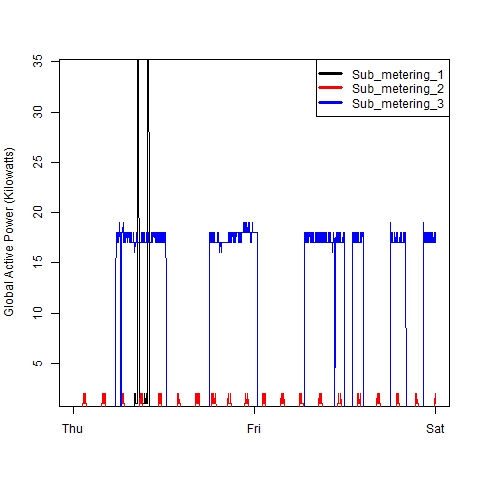 Sub_metering_1
Sub_metering_2
Sub_metering_3
Global Active Power (Kilowatts)
35
30
25
20
15
10
5
Thu Fri Sat